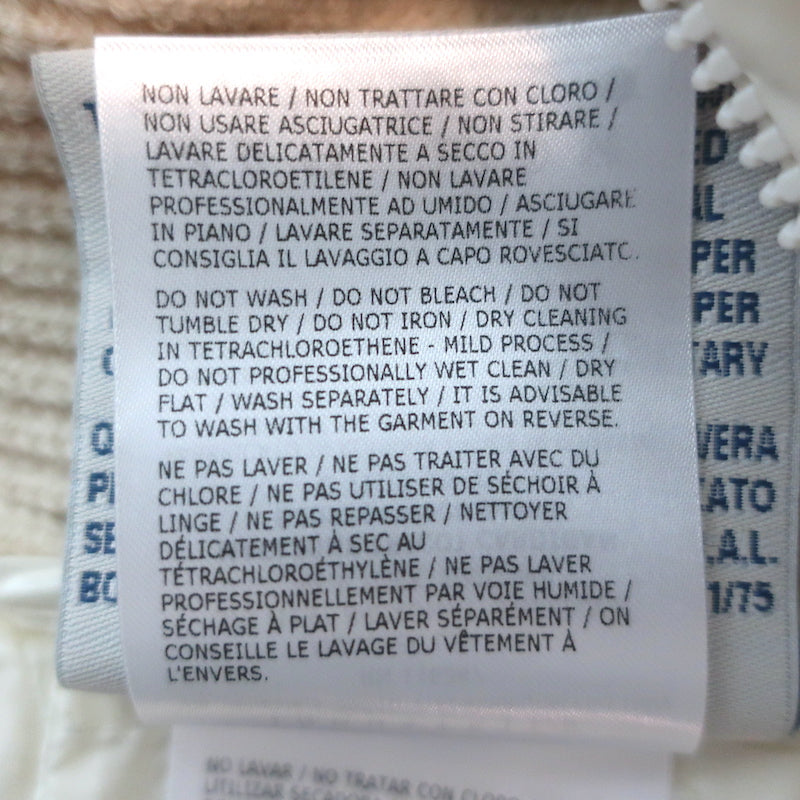 NON LAVARE / NON TRATTARE CON CLORO /
NON USARE ASCIUGATRICE / NON STIRARE /
LAVARE DELICATAMENTE A SECCO IN
TETRACLOROETILENE / NON LAVARE
PROFESSIONALMENTE AD UMIDO / ASCIUGARE
IN PIANO / LAVARE SEPARATAMENTE / SI
CONSIGLIA IL LAVAGGIO A CAPO ROVESCIATO.
DO NOT WASH / DO NOT BLEACH / DO NOT
TUMBLE DRY / DO NOT IRON / DRY CLEANING
IN TETRACHLOROETHENE - MILD PROCESS /
DO NOT PROFESSIONALLY WET CLEAN / DRY
FLAT / WASH SEPARATELY / IT IS ADVISABLE
TO WASH WITH THE GARMENT ON REVERSE.
NE PAS LAVER / NE PAS TRAITER AVEC DU
CHLORE / NE PAS UTILISER DE SÉCHOIR À
LINGE / NE PAS REPASSER / NETTOYER
DÉLICATEMENT À SEC AU
TÉTRACHLOROÉTHYLÈNE / NE PAS LAVER
PROFESSIONNELLEMENT PAR VOIE HUMIDE /
SÉCHAGE À PLAT / LAVER SÉPARÉMENT / ON
CONSEILLE LE LAVAGE DU VÊTEMENT À
L'ENVERS.
ED
AL
PER
PER
TARY
VERA
CATO
.A.L.
1/75
NO LAVAR / NO TRATAR CON CLORO
UTILIZAR